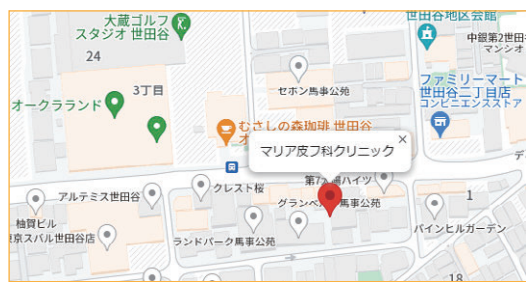 大蔵ゴルフ
スタジオ 世田谷
世田谷地区会館
24
中銀第2世田
マンシオ
3丁目
セボン馬事公苑
ファミリーマート
世田谷二丁目店
コンビニエンスストア
オークラランド
むさしの森珈琲 世田谷
マリア皮フ科クリニック
×
デ
クレスト桜
アルテミス世田谷
グランベ
馬事公苑
1
柚賀ビル
東京スバル世田谷店
ランドパーク馬事公苑
パインヒルガーデン
18